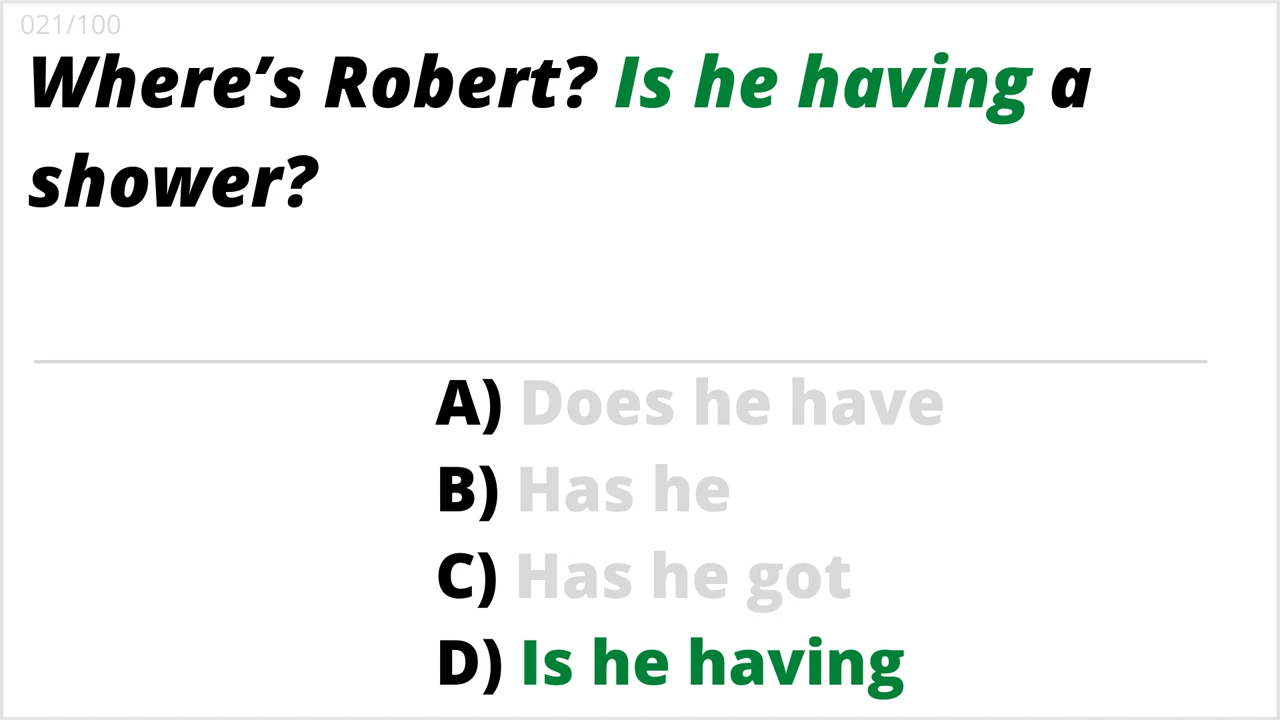 021/100
Where’s Robert? Is he having a
shower?
A) Does he have
B) Has he
C) Has he got
D) Is he having